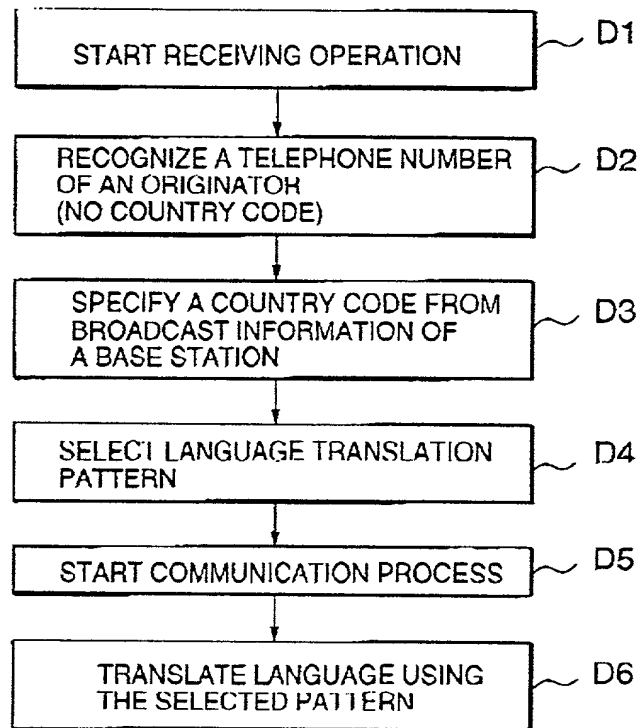 START RECEIVING OPERATION
D1
RECOGNIZE A TELEPHONE NUMBER
OF AN ORIGINATOR
(NO COUNTRY CODE)
D2
SPECIFY A COUNTRY CODE FROM
BROADCAST INFORMATION OF
A BASE STATION
D3
SELECT LANGUAGE TRANSLATION
PATTERN
D4
START COMMUNICATION PROCESS
D5
TRANSLATE LANGUAGE USING
THE SELECTED PATTERN
D6